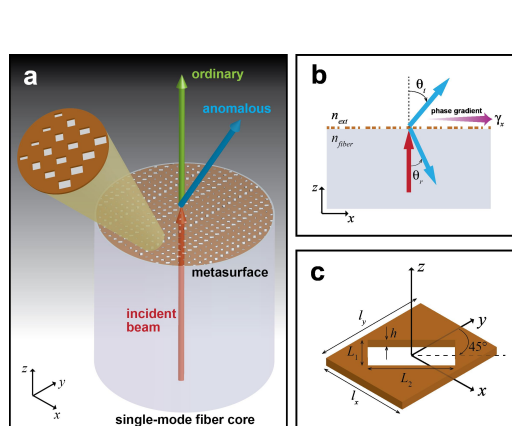 a
ordinary
anomalous
metasurface
incident
beam
z
y
x
single-mode fiber core
b
θt
phase gradient
γx
next
nfiber
θr
z
x
c
z
y
ly
h
L1
45°
L2
x
lx